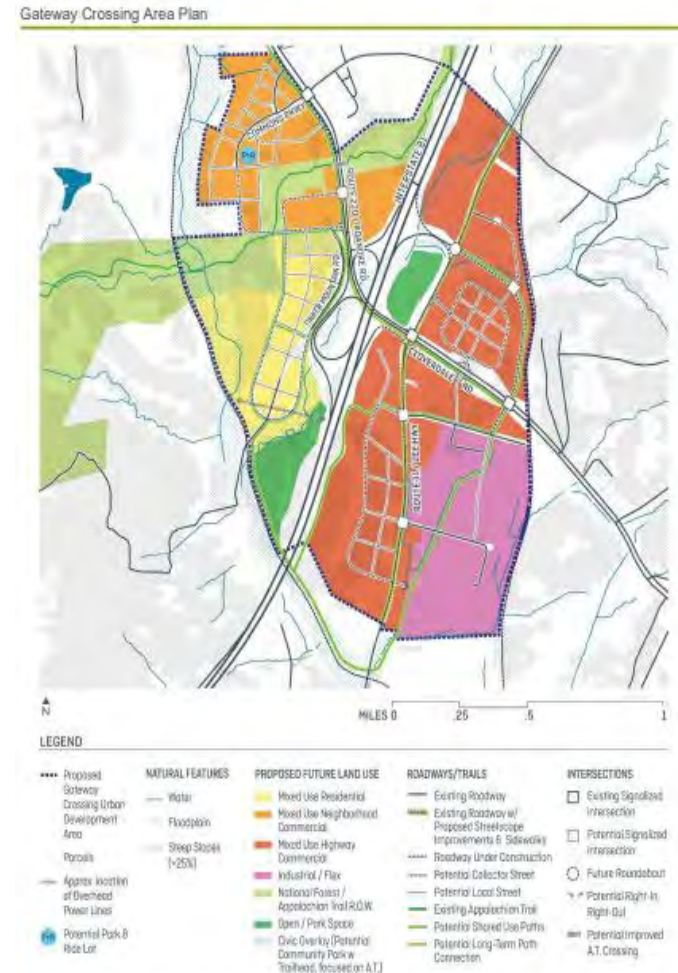 Gateway Crossing Area Plan
COMMONS PKWY
P+R
INTERSTATE 81
ROUTE 220 / ROANOKE RD
CLOVERDALE RD
ROUTE 11 / LEE HWY
N
MILES 0 .25 .5 1
LEGEND
Proposed
Gateway
Crossing Urban
Development
Area
Parcels
Approx location
of Overhead
Power Lines
Potential Park &
Ride Lot
NATURAL FEATURES
Water
Floodplain
Steep Slopes
(>25%)
PROPOSED FUTURE LAND USE
Mixed Use Residential
Mixed Use Neighborhood
Commercial
Mixed Use Highway
Commercial
Industrial / Flex
National Forest /
Appalachian Trail R.O.W.
Open / Park Space
Civic Overlay (Potential
Community Park w
Trailhead, focused on A.T.)
ROADWAYS/TRAILS
Existing Roadway
Existing Roadway w/
Proposed Streetscape
Improvements & Sidewalks
Roadway Under Construction
Potential Collector Street
Potential Local Street
Existing Appalachian Trail
Potential Shared Use Paths
Potential Long-Term Path
Connection
INTERSECTIONS
Existing Signalized
Intersection
Potential Signalized
Intersection
Future Roundabout
Potential Right-In
Right-Out
Potential Improved
A.T. Crossing